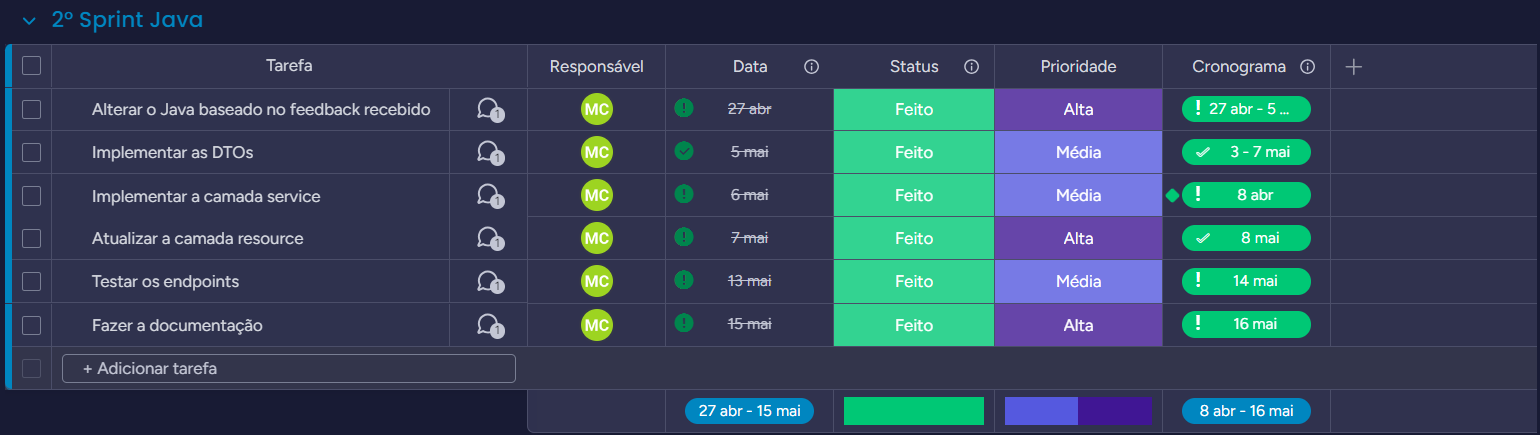 2º Sprint Java
Tarefa Responsável Data Status Prioridade Cronograma
Alterar o Java baseado no feedback recebido 1 MC ! 27 abr Feito Alta ! 27 abr - 5 ...
Implementar as DTOs 1 MC 5 mai Feito Média 3 - 7 mai
Implementar a camada service 1 MC ! 6 mai Feito Média ! 8 abr
Atualizar a camada resource 1 MC ! 7 mai Feito Alta 8 mai
Testar os endpoints 1 MC ! 13 mai Feito Média ! 14 mai
Fazer a documentação 1 MC ! 15 mai Feito Alta ! 16 mai
+ Adicionar tarefa
27 abr - 15 mai 8 abr - 16 mai